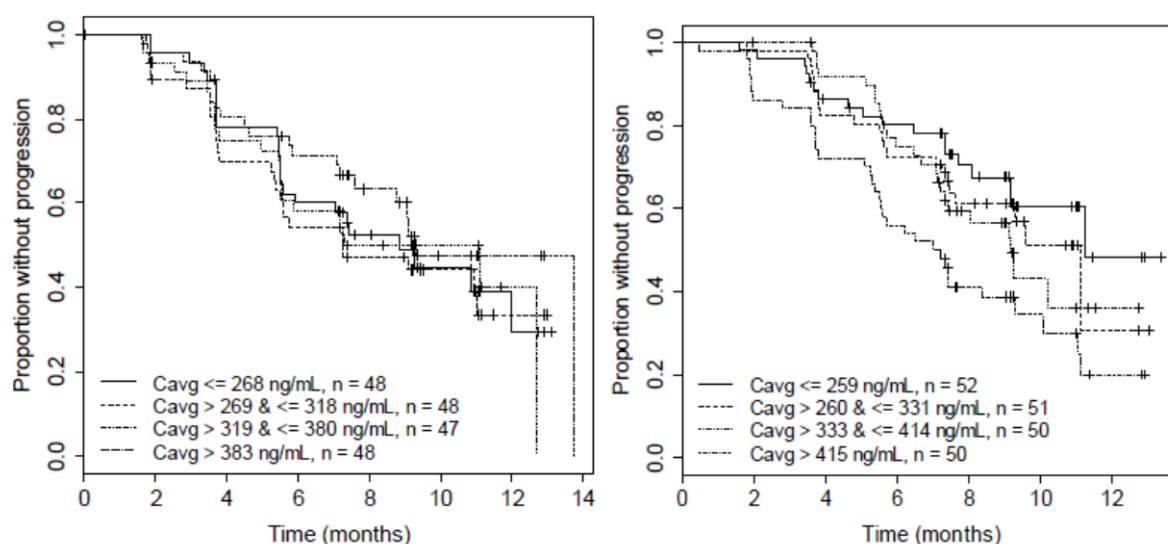 Proportion without progression
1.0
0.8
0.6
0.4
0.2
0.0
Cavg <= 268 ng/mL, n = 48
Cavg > 269 & <= 318 ng/mL, n = 48
Cavg > 319 & <= 380 ng/mL, n = 47
Cavg > 383 ng/mL, n = 48
0 2 4 6 8 10 12 14
Time (months)
Proportion without progression
1.0
0.8
0.6
0.4
0.2
0.0
Cavg <= 259 ng/mL, n = 52
Cavg > 260 & <= 331 ng/mL, n = 51
Cavg > 333 & <= 414 ng/mL, n = 50
Cavg > 415 ng/mL, n = 50
0 2 4 6 8 10 12
Time (months)